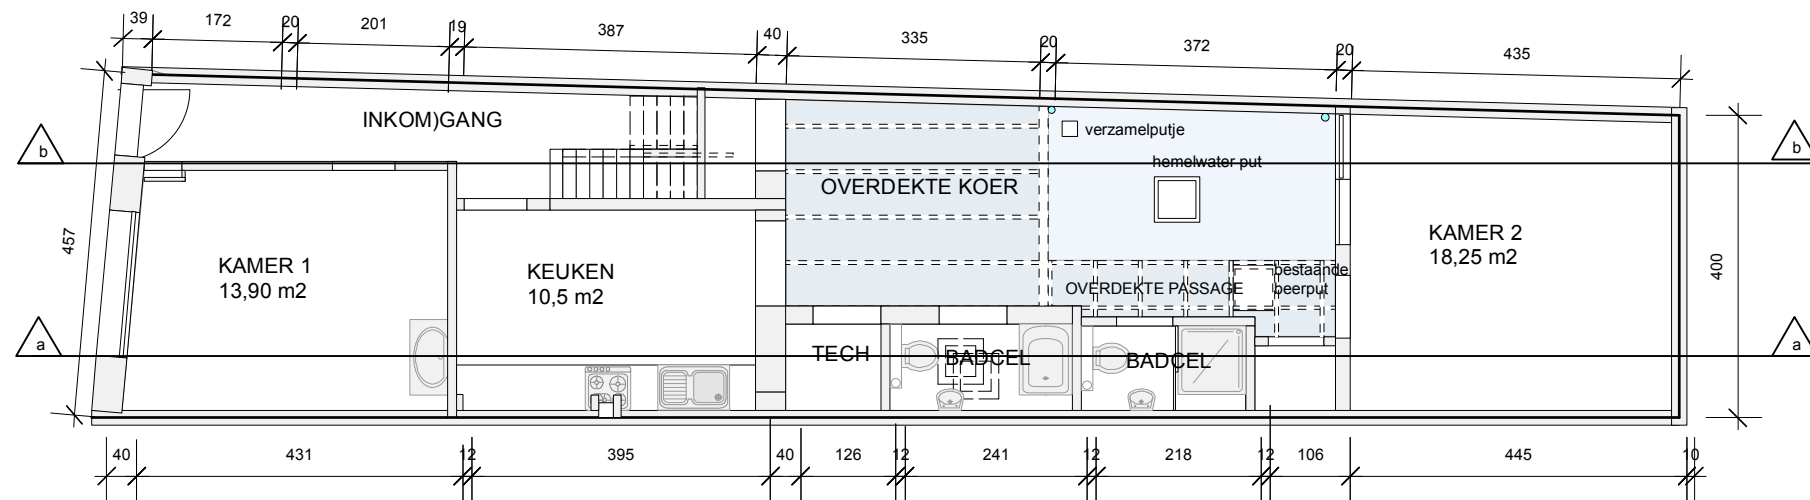 39 172 20 201 19 387 40 335 20 372 20 435
INKOM)GANG
verzamelputje
b
b
hemelwater put
OVERDEKTE KOER
457
KAMER 1
13,90 m2
KEUKEN
10,5 m2
KAMER 2
18,25 m2
400
bestaande
beerput
OVERDEKTE PASSAGE
a
a
TECH
BADCEL
BADCEL
40 431 12 395 40 126 12 241 12 218 12 106 445 10